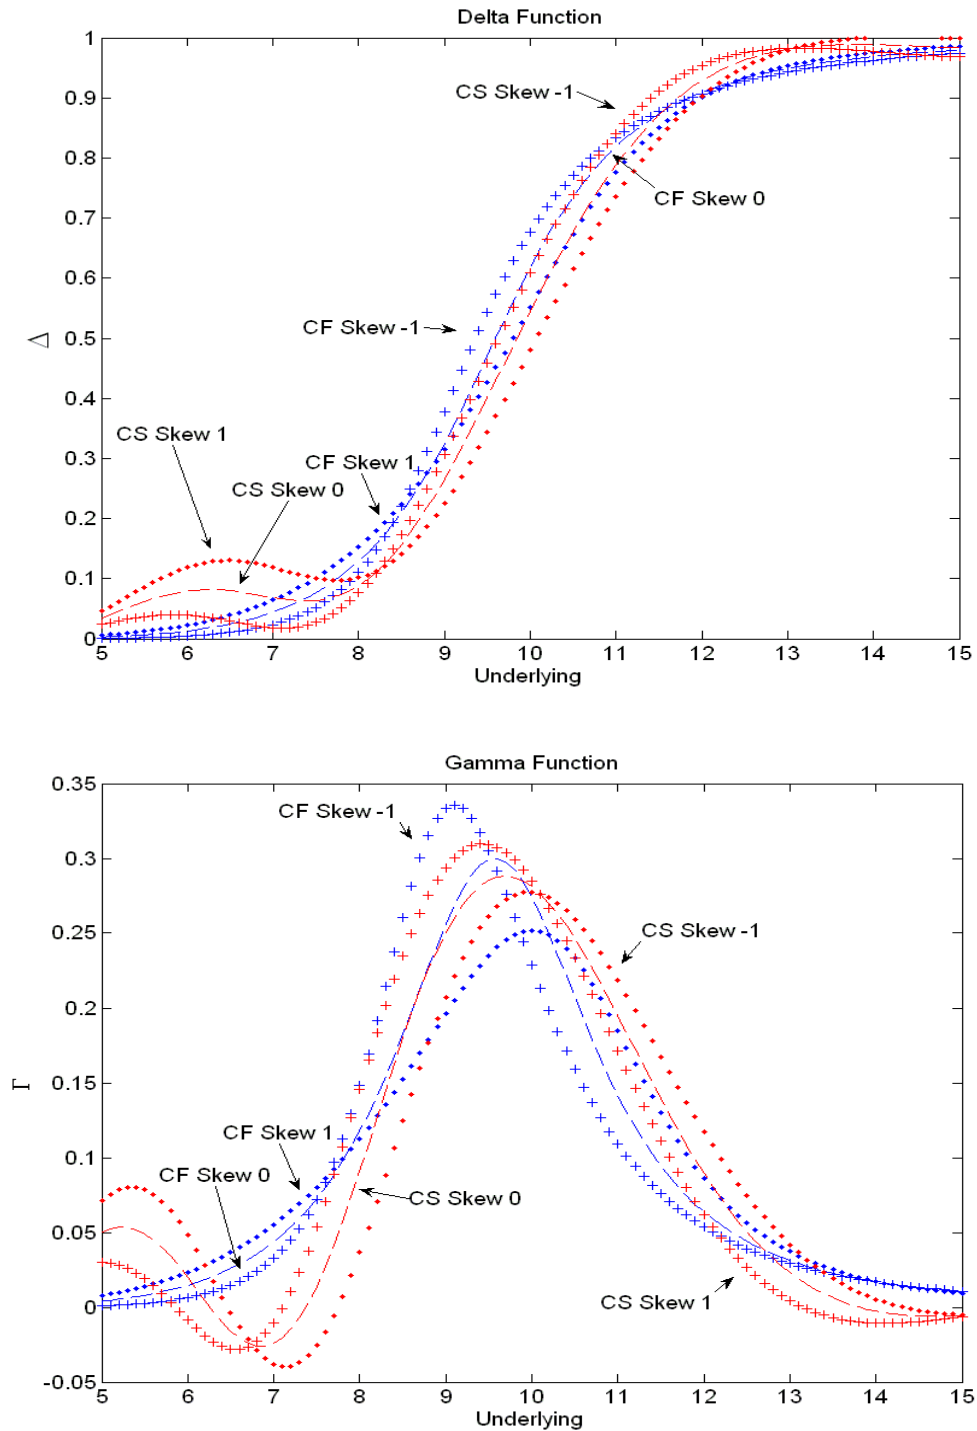 Delta Function
1
0.9
CS Skew -1
0.8
CF Skew 0
0.7
0.6
CF Skew -1
Δ
0.5
0.4
CS Skew 1
CF Skew 1
0.3
CS Skew 0
0.2
0.1
0
5 6 7 8 9 10 11 12 13 14 15
Underlying
Gamma Function
0.35
CF Skew -1
0.3
0.25
CS Skew -1
0.2
Γ
0.15
CF Skew 1
0.1
CF Skew 0
CS Skew 0
0.05
CS Skew 1
0
-0.05
5 6 7 8 9 10 11 12 13 14 15
Underlying